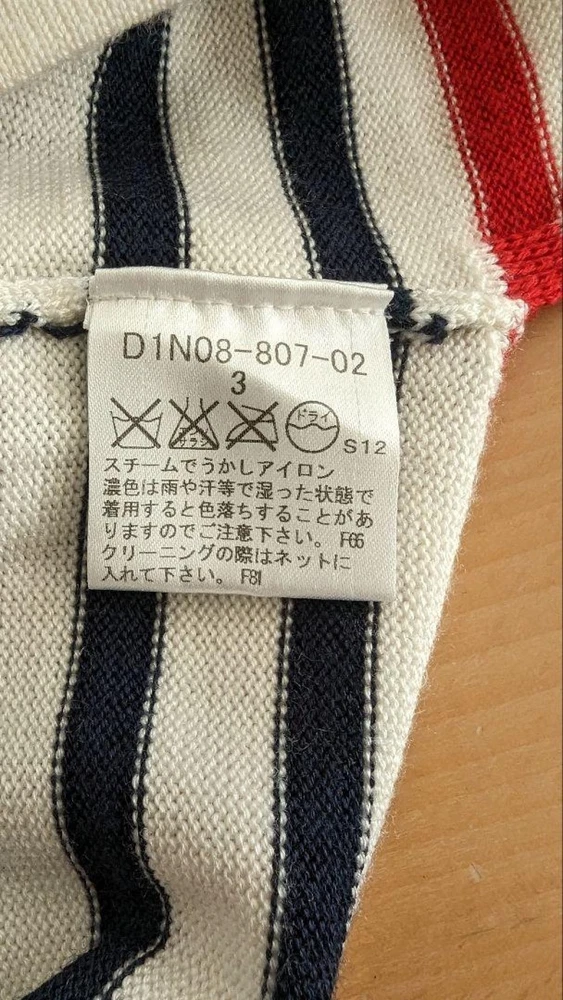 D1N08-807-02
3
サラシ ドライ
S12
スチームでうかしアイロン
濃色は雨や汗等で湿った状態で
着用すると色落ちすることがあ
りますのでご注意下さい。 F66
クリーニングの際はネットに
入れて下さい。 F81